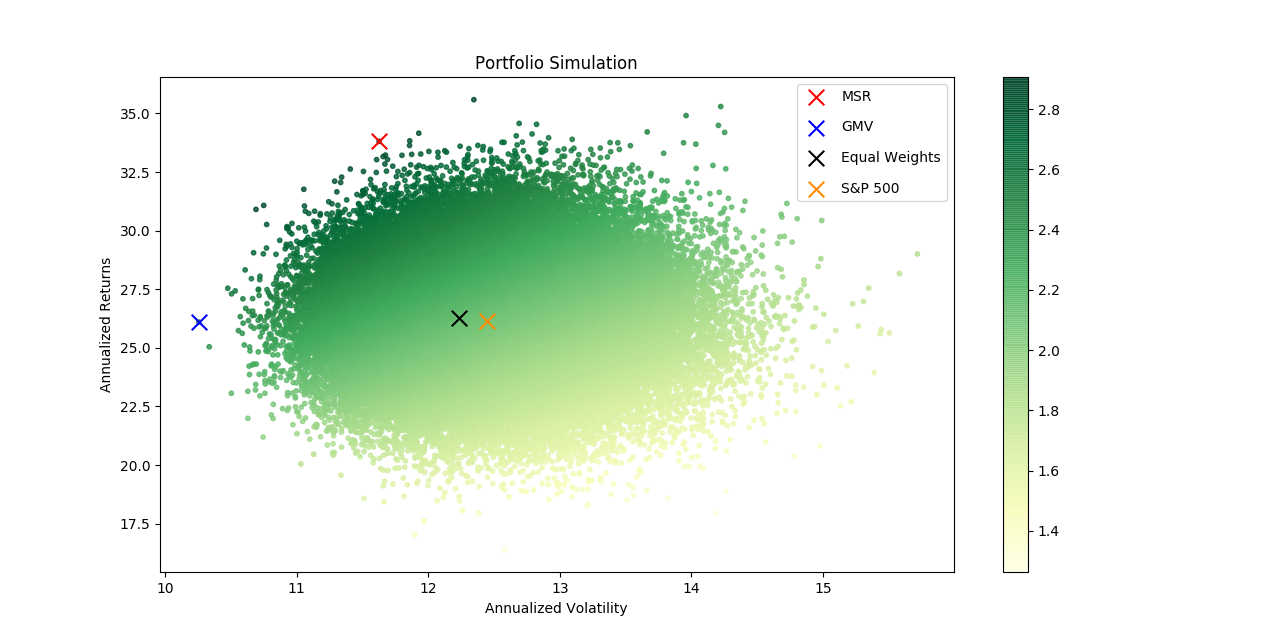 Portfolio Simulation
MSR
GMV
Equal Weights
S&P 500
Annualized Returns
35.0
32.5
30.0
27.5
25.0
22.5
20.0
17.5
10 11 12 13 14 15
Annualized Volatility
2.8
2.6
2.4
2.2
2.0
1.8
1.6
1.4